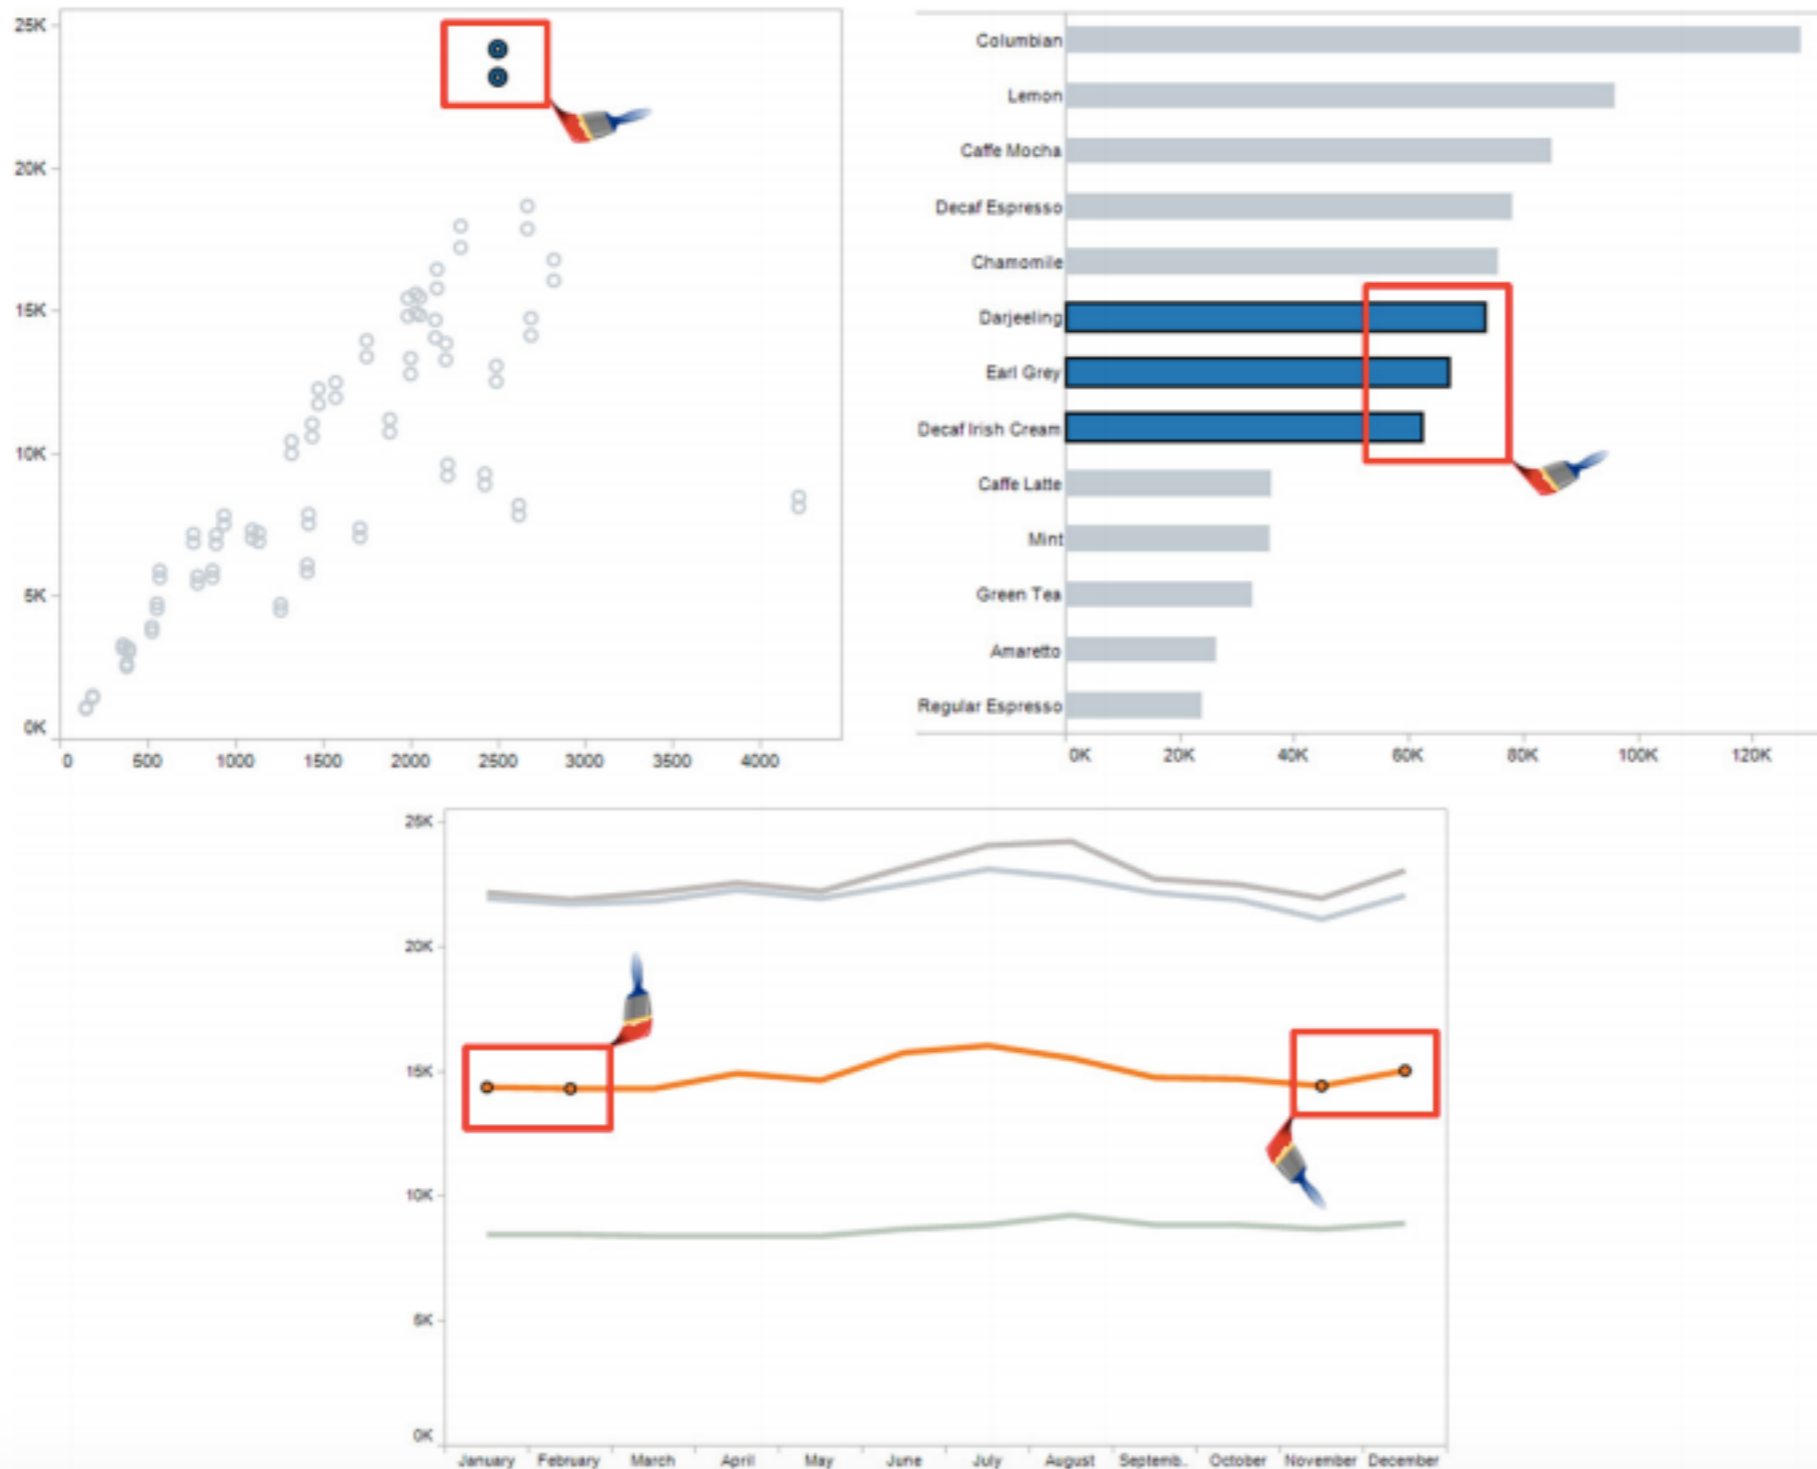 25K
20K
15K
10K
5K
0K
0 500 1000 1500 2000 2500 3000 3500 4000
Columbian
Lemon
Caffe Mocha
Decaf Espresso
Chamomile
Darjeeling
Earl Grey
Decaf Irish Cream
Caffe Latte
Mint
Green Tea
Amaretto
Regular Espresso
0K 20K 40K 60K 80K 100K 120K
25K
20K
15K
10K
5K
0K
January February March April May June July August Septemb.. October November December